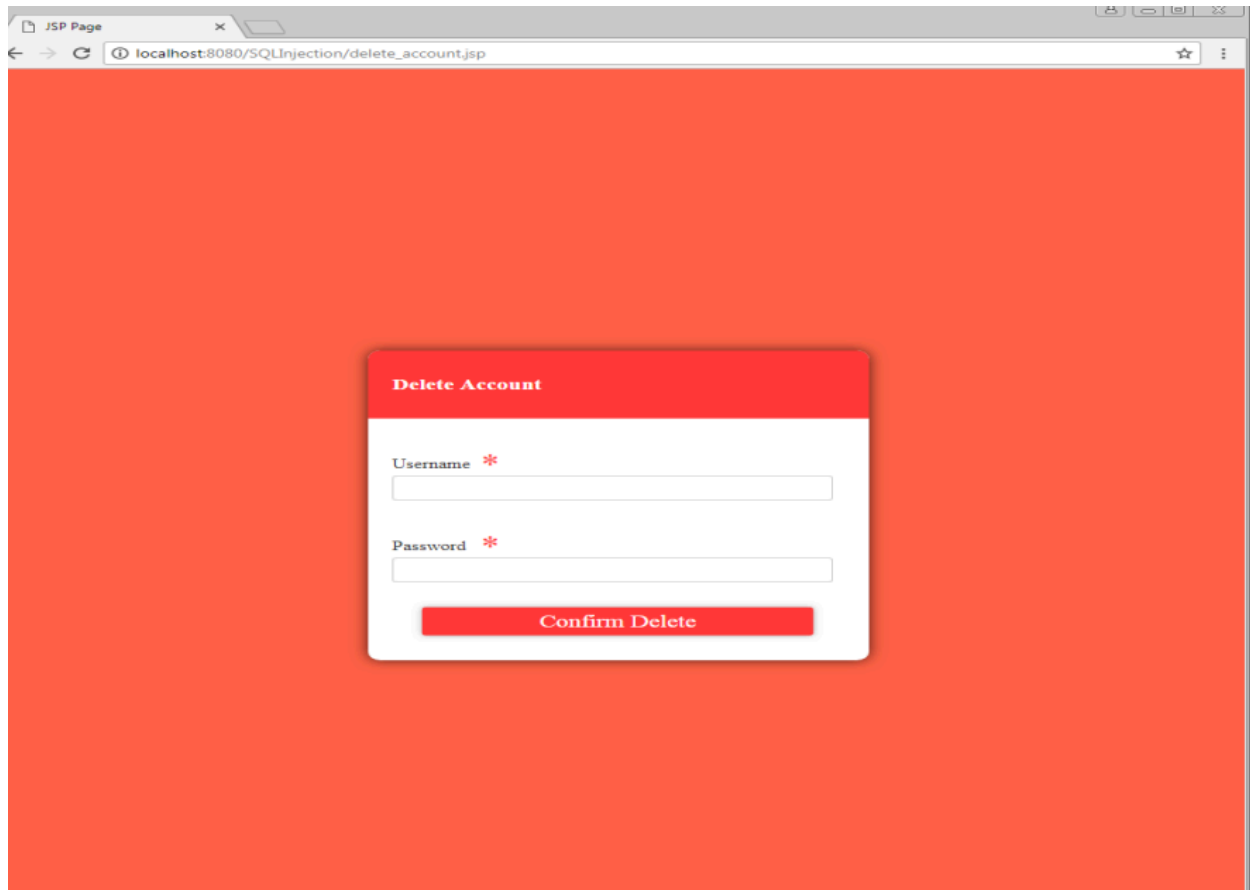 JSP Page
localhost:8080/SQLInjection/delete_account.jsp
Delete Account
Username *
Password *
Confirm Delete